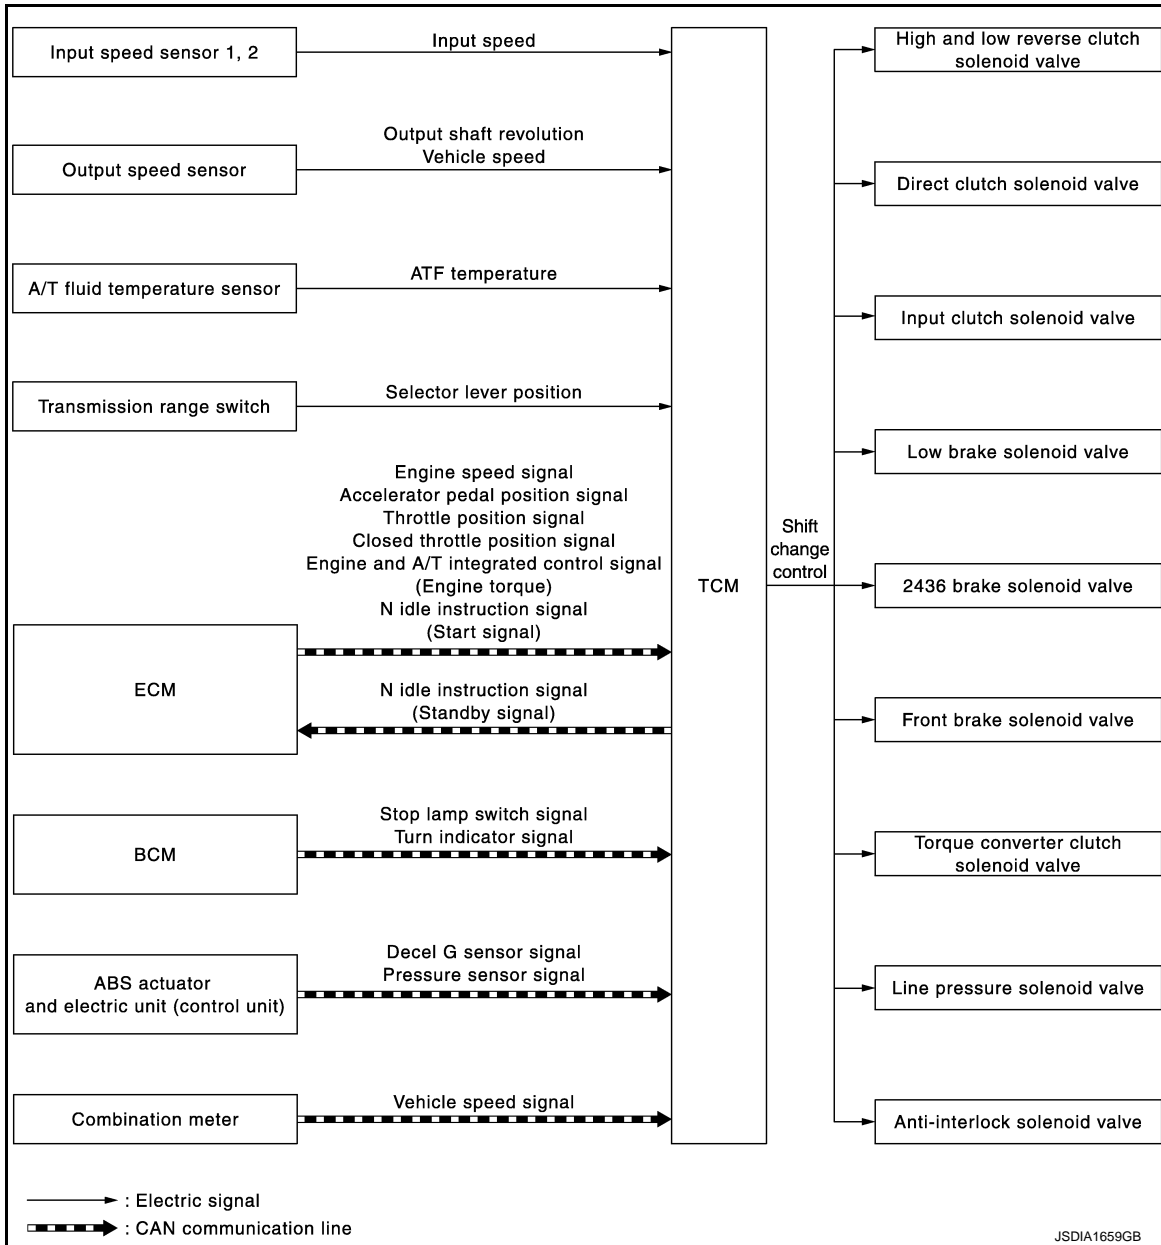 Input speed sensor 1, 2
Input speed
Output speed sensor
Output shaft revolution
Vehicle speed
A/T fluid temperature sensor
ATF temperature
Transmission range switch
Selector lever position
ECM
Engine speed signal
Accelerator pedal position signal
Throttle position signal
Closed throttle position signal
Engine and A/T integrated control signal
(Engine torque)
N idle instruction signal
(Start signal)
N idle instruction signal
(Standby signal)
BCM
Stop lamp switch signal
Turn indicator signal
ABS actuator
and electric unit (control unit)
Decel G sensor signal
Pressure sensor signal
Combination meter
Vehicle speed signal
TCM
Shift
change
control
High and low reverse clutch
solenoid valve
Direct clutch solenoid valve
Input clutch solenoid valve
Low brake solenoid valve
2436 brake solenoid valve
Front brake solenoid valve
Torque converter clutch
solenoid valve
Line pressure solenoid valve
Anti-interlock solenoid valve
: Electric signal
: CAN communication line
JSDIA1659GB